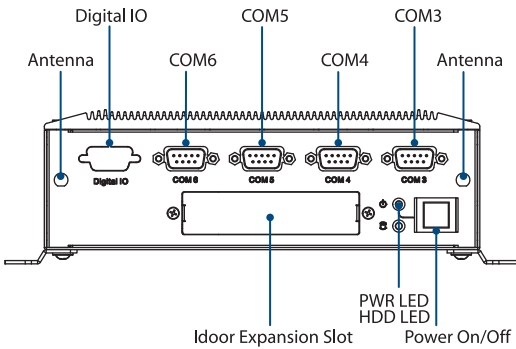 Digital IO COM5 COM3
Antenna COM6 COM4 Antenna
Digital IO COM 6 COM 5 COM 4 COM 3
PWR LED
HDD LED
Idoor Expansion Slot Power On/Off